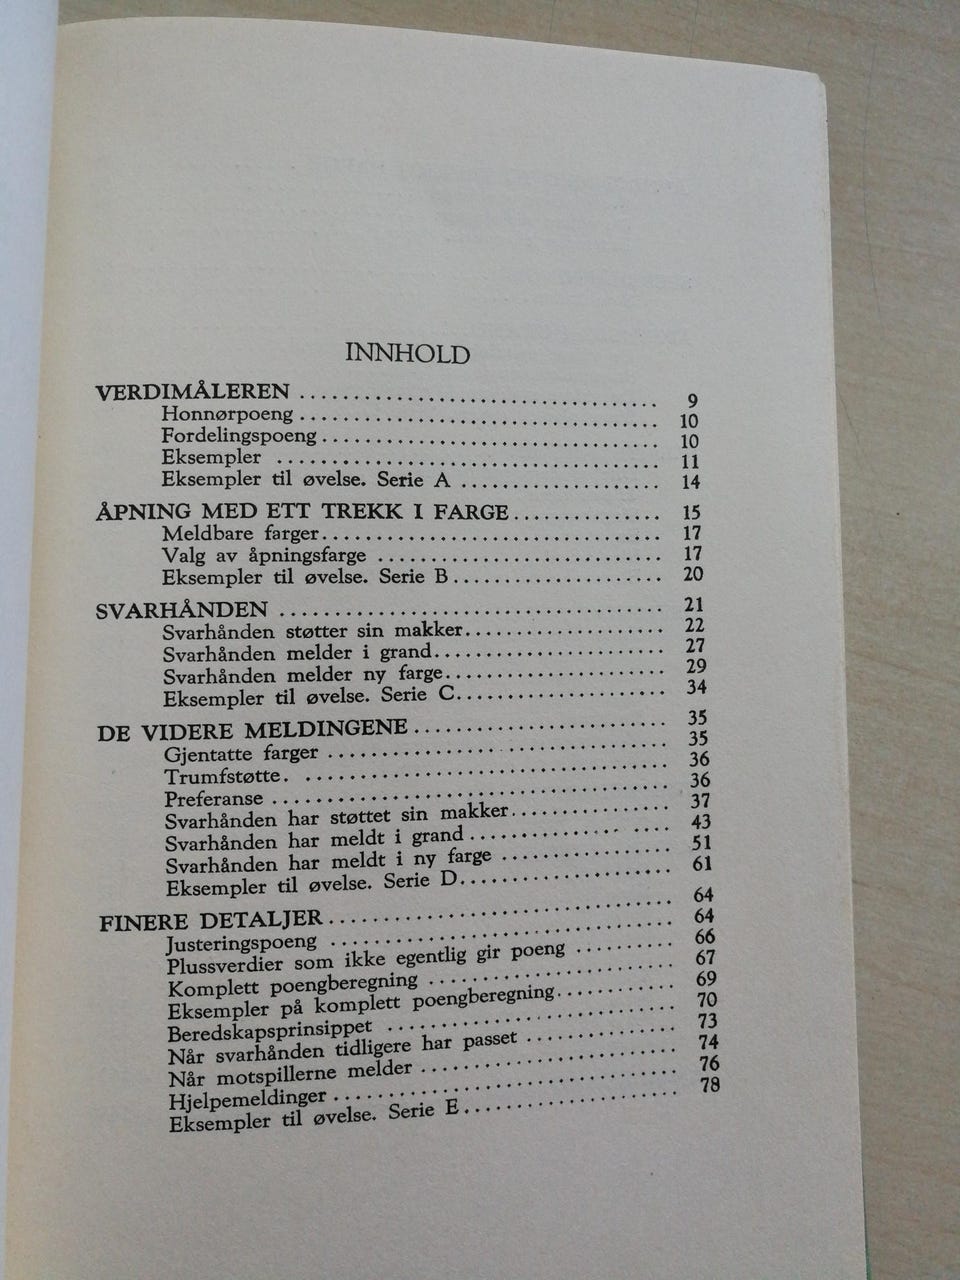 INNHOLD
VERDIMÅLEREN ........................................ 9
Honnørpoeng ........................................ 10
Fordelingspoeng ........................................ 10
Eksempler ........................................ 11
Eksempler til øvelse. Serie A .................... 14
ÅPNING MED ETT TREKK I FARGE ............... 15
Meldbare farger ................................... 17
Valg av åpningsfarge .............................. 17
Eksempler til øvelse. Serie B ..................... 20
SVARHÅNDEN ........................................ 21
Svarhånden støtter sin makker .................... 22
Svarhånden melder i grand ........................ 27
Svarhånden melder ny farge ....................... 29
Eksempler til øvelse. Serie C ..................... 34
DE VIDERE MELDINGENE .......................... 35
Gjentatte farger ................................... 35
Trumfstøtte. ...................................... 36
Preferanse ........................................ 36
Svarhånden har støttet sin makker ................ 37
Svarhånden har meldt i grand ..................... 43
Svarhånden har meldt i ny farge .................. 51
Eksempler til øvelse. Serie D ..................... 61
FINERE DETALJER ................................... 64
Justeringspoeng ................................... 64
Plussverdier som ikke egentlig gir poeng .......... 66
Komplett poengberegning .......................... 67
Eksempler på komplett poengberegning ............. 69
Beredskapsprinsippet .............................. 70
Når svarhånden tidligere har passet ............... 73
Når motspillerne melder .......................... 74
Hjelpemeldinger ................................... 76
Eksempler til øvelse. Serie E ..................... 78